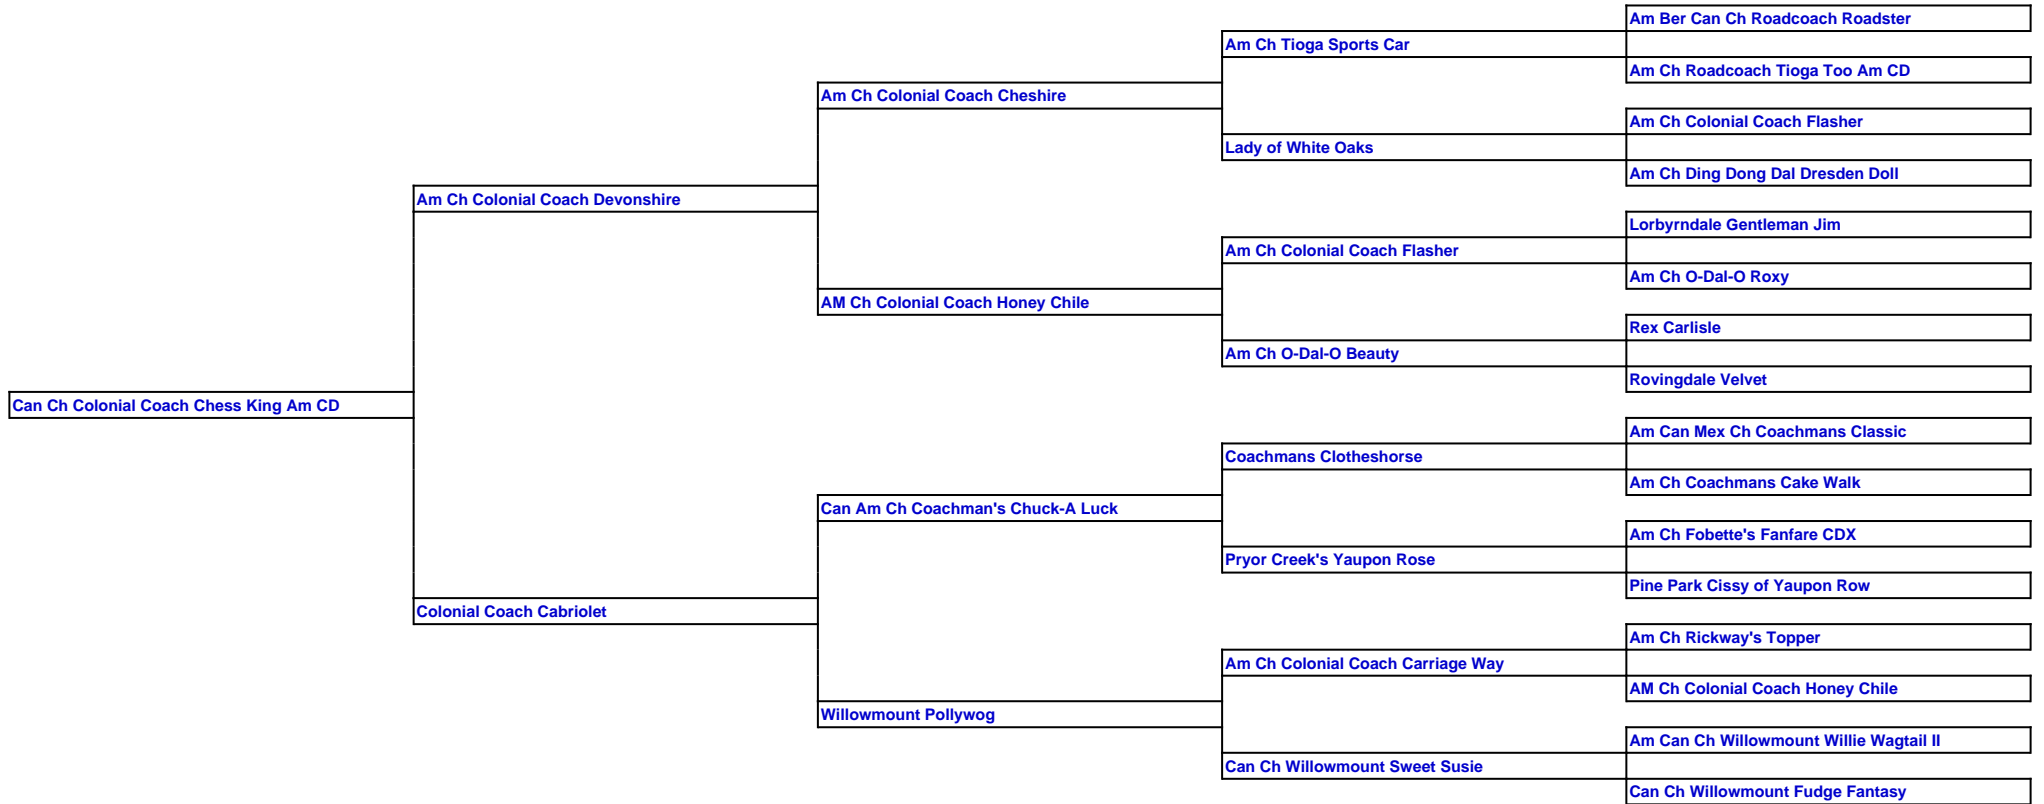 Am Ber Can Ch Roadcoach Roadster
Am Ch Tioga Sports Car
Am Ch Roadcoach Tioga Too Am CD
Am Ch Colonial Coach Cheshire
Am Ch Colonial Coach Flasher
Lady of White Oaks
Am Ch Ding Dong Dal Dresden Doll
Am Ch Colonial Coach Devonshire
Lorbyrndale Gentleman Jim
Am Ch Colonial Coach Flasher
Am Ch O-Dal-O Roxy
AM Ch Colonial Coach Honey Chile
Rex Carlisle
Am Ch O-Dal-O Beauty
Rovingdale Velvet
Can Ch Colonial Coach Chess King Am CD
Am Can Mex Ch Coachmans Classic
Coachmans Clotheshorse
Am Ch Coachmans Cake Walk
Can Am Ch Coachman's Chuck-A Luck
Am Ch Fobette's Fanfare CDX
Pryor Creek's Yaupon Rose
Pine Park Cissy of Yaupon Row
Colonial Coach Cabriolet
Am Ch Rickway's Topper
Am Ch Colonial Coach Carriage Way
AM Ch Colonial Coach Honey Chile
Willowmount Pollywog
Am Can Ch Willowmount Willie Wagtail II
Can Ch Willowmount Sweet Susie
Can Ch Willowmount Fudge Fantasy